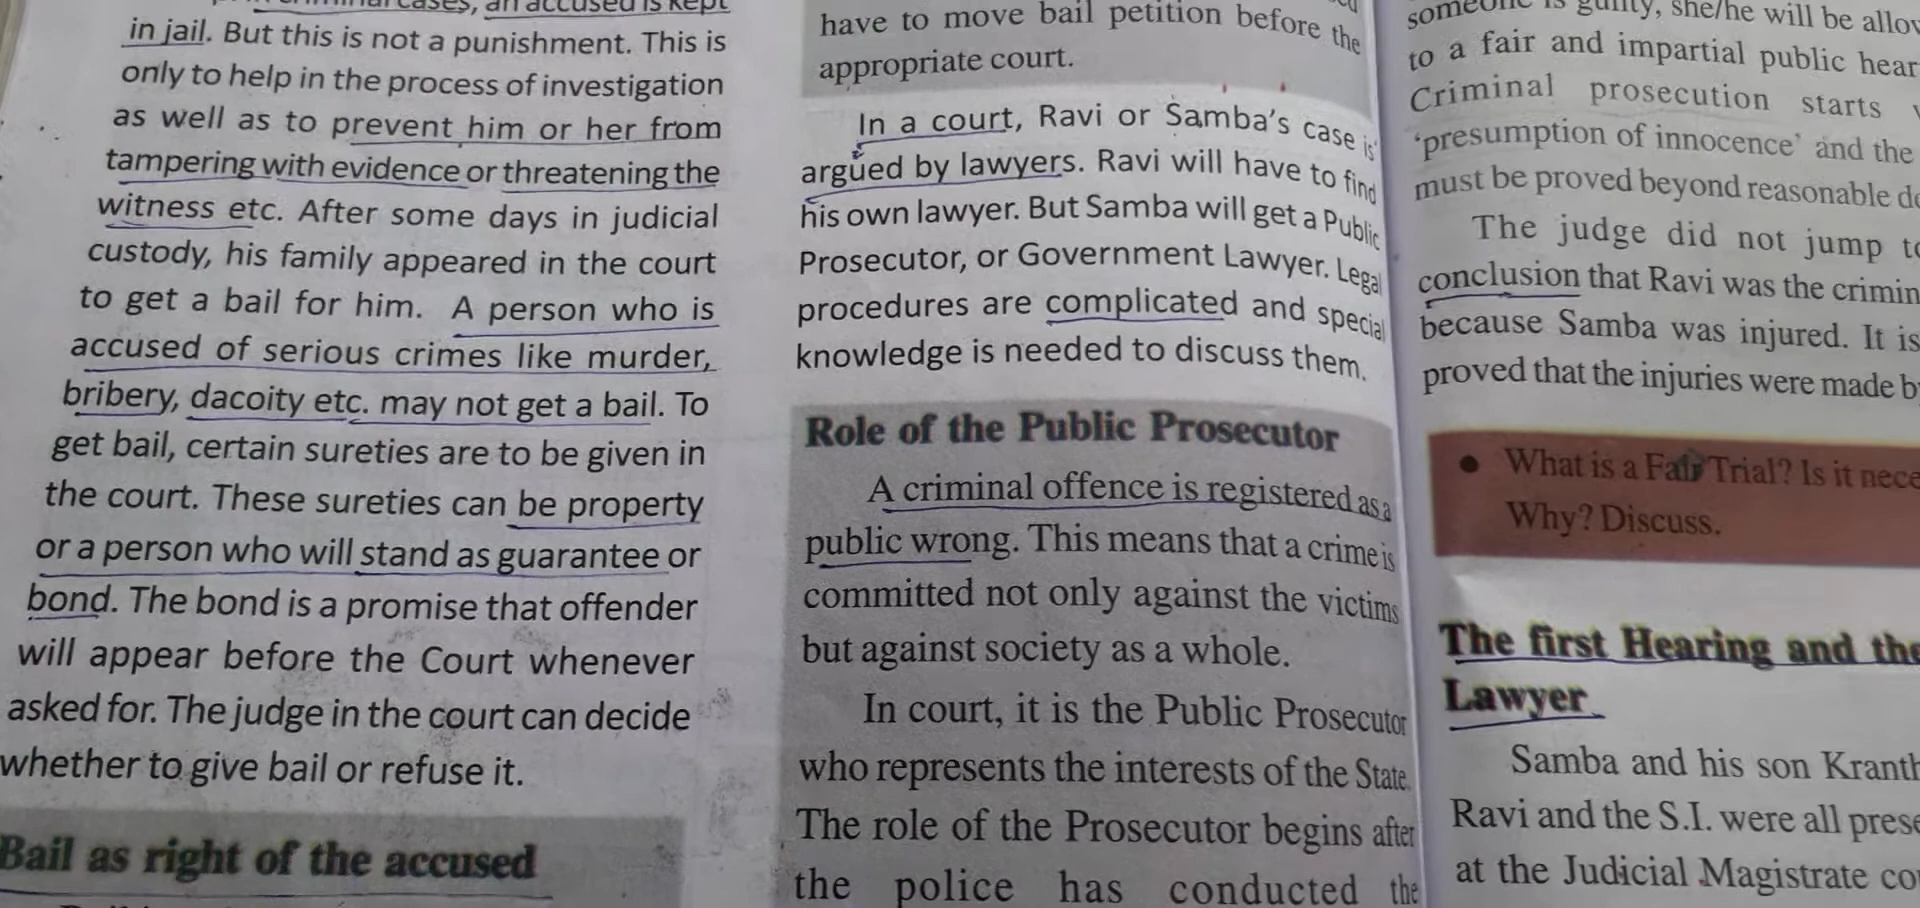 an accused is kept
in jail. But this is not a punishment. This is
only to help in the process of investigation
as well as to prevent him or her from
tampering with evidence or threatening the
witness etc. After some days in judicial
custody, his family appeared in the court
to get a bail for him. A person who is
accused of serious crimes like murder,
bribery, dacoity etc. may not get a bail. To
get bail, certain sureties are to be given in
the court. These sureties can be property
or a person who will stand as guarantee or
bond. The bond is a promise that offender
will appear before the Court whenever
asked for. The judge in the court can decide
whether to give bail or refuse it.
Bail as right of the accused
have to move bail petition before the
appropriate court.
In a court, Ravi or Samba's case is
argued by lawyers. Ravi will have to find
his own lawyer. But Samba will get a Public
Prosecutor, or Government Lawyer. Legal
procedures are complicated and special
knowledge is needed to discuss them.
Role of the Public Prosecutor
A criminal offence is registered as a
public wrong. This means that a crime is
committed not only against the victims
but against society as a whole.
In court, it is the Public Prosecutor
who represents the interests of the State.
The role of the Prosecutor begins after
the police has conducted the
someone is guilty, she/he will be
to a fair and impartial public
Criminal prosecution starts
'presumption of innocence' and the
must be proved beyond reasonable
The judge did not jump
conclusion that Ravi was the
because Samba was injured. It is
proved that the injuries were made
• What is a Fair Trial? Is it
Why? Discuss.
The first Hearing and the
Lawyer
Samba and his son
Ravi and the S.I. were all
at the Judicial Magistrate